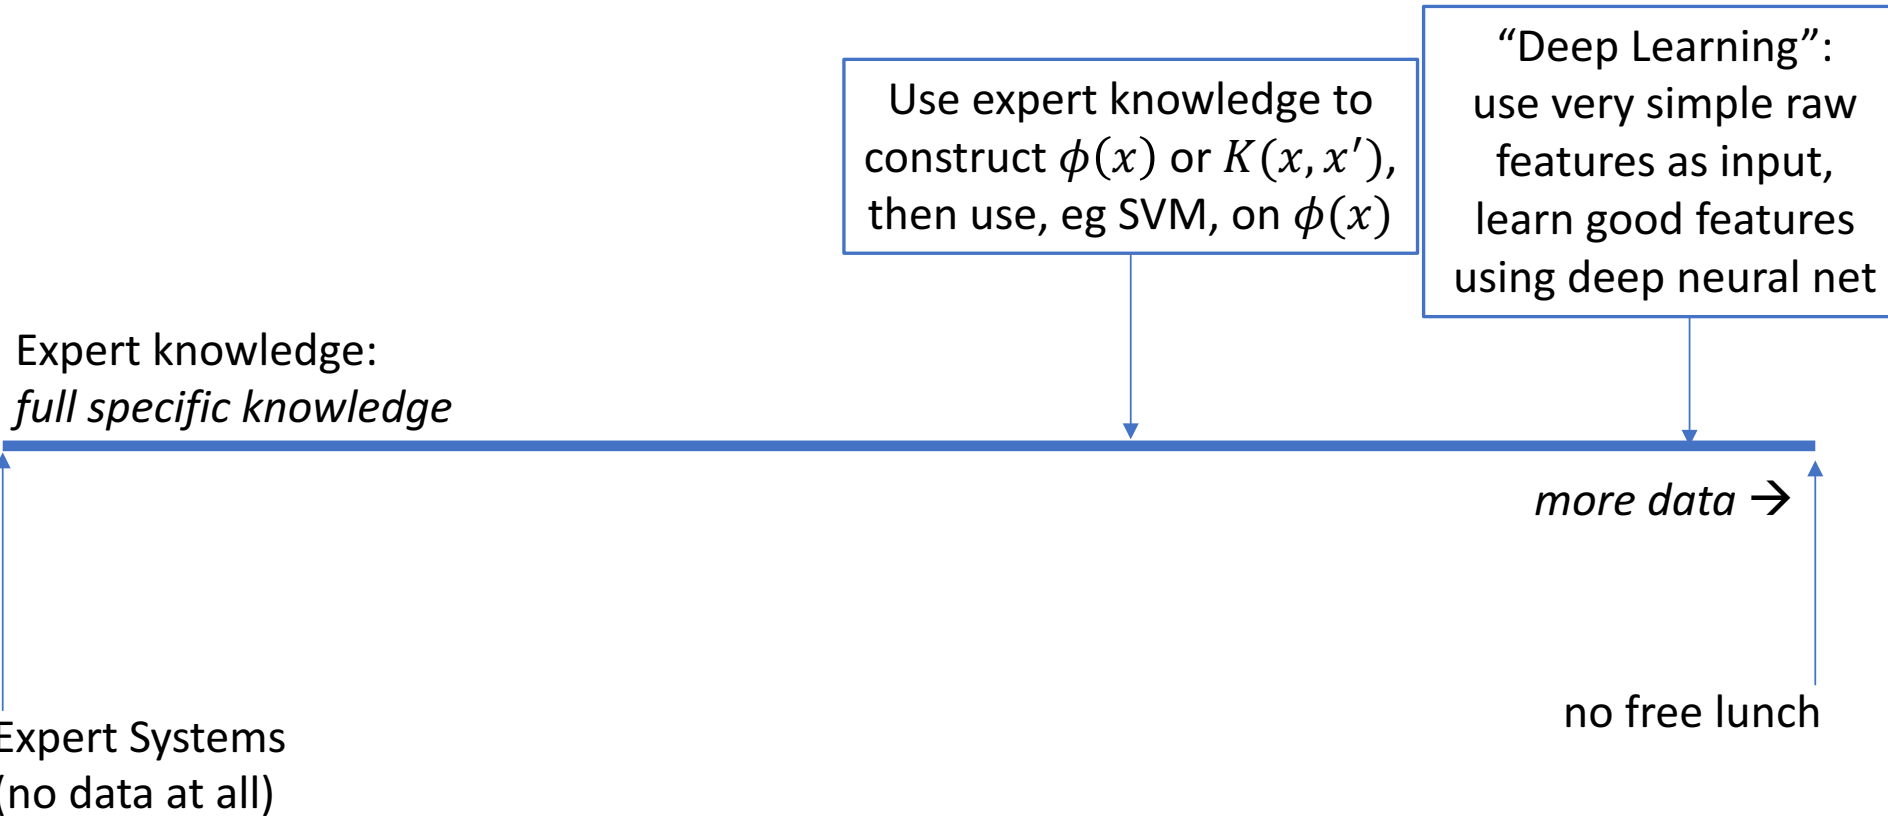 “Deep Learning”:
use very simple raw
features as input,
learn good features
using deep neural net
Use expert knowledge to
construct ϕ(x) or K(x, x′),
then use, eg SVM, on ϕ(x)
Expert knowledge:
full specific knowledge
more data →
no free lunch
Expert Systems
(no data at all)